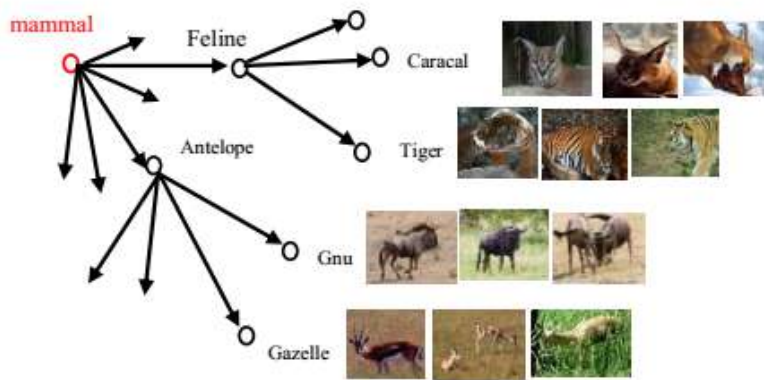 mammal
Feline
Caracal
Antelope
Tiger
Gnu
Gazelle